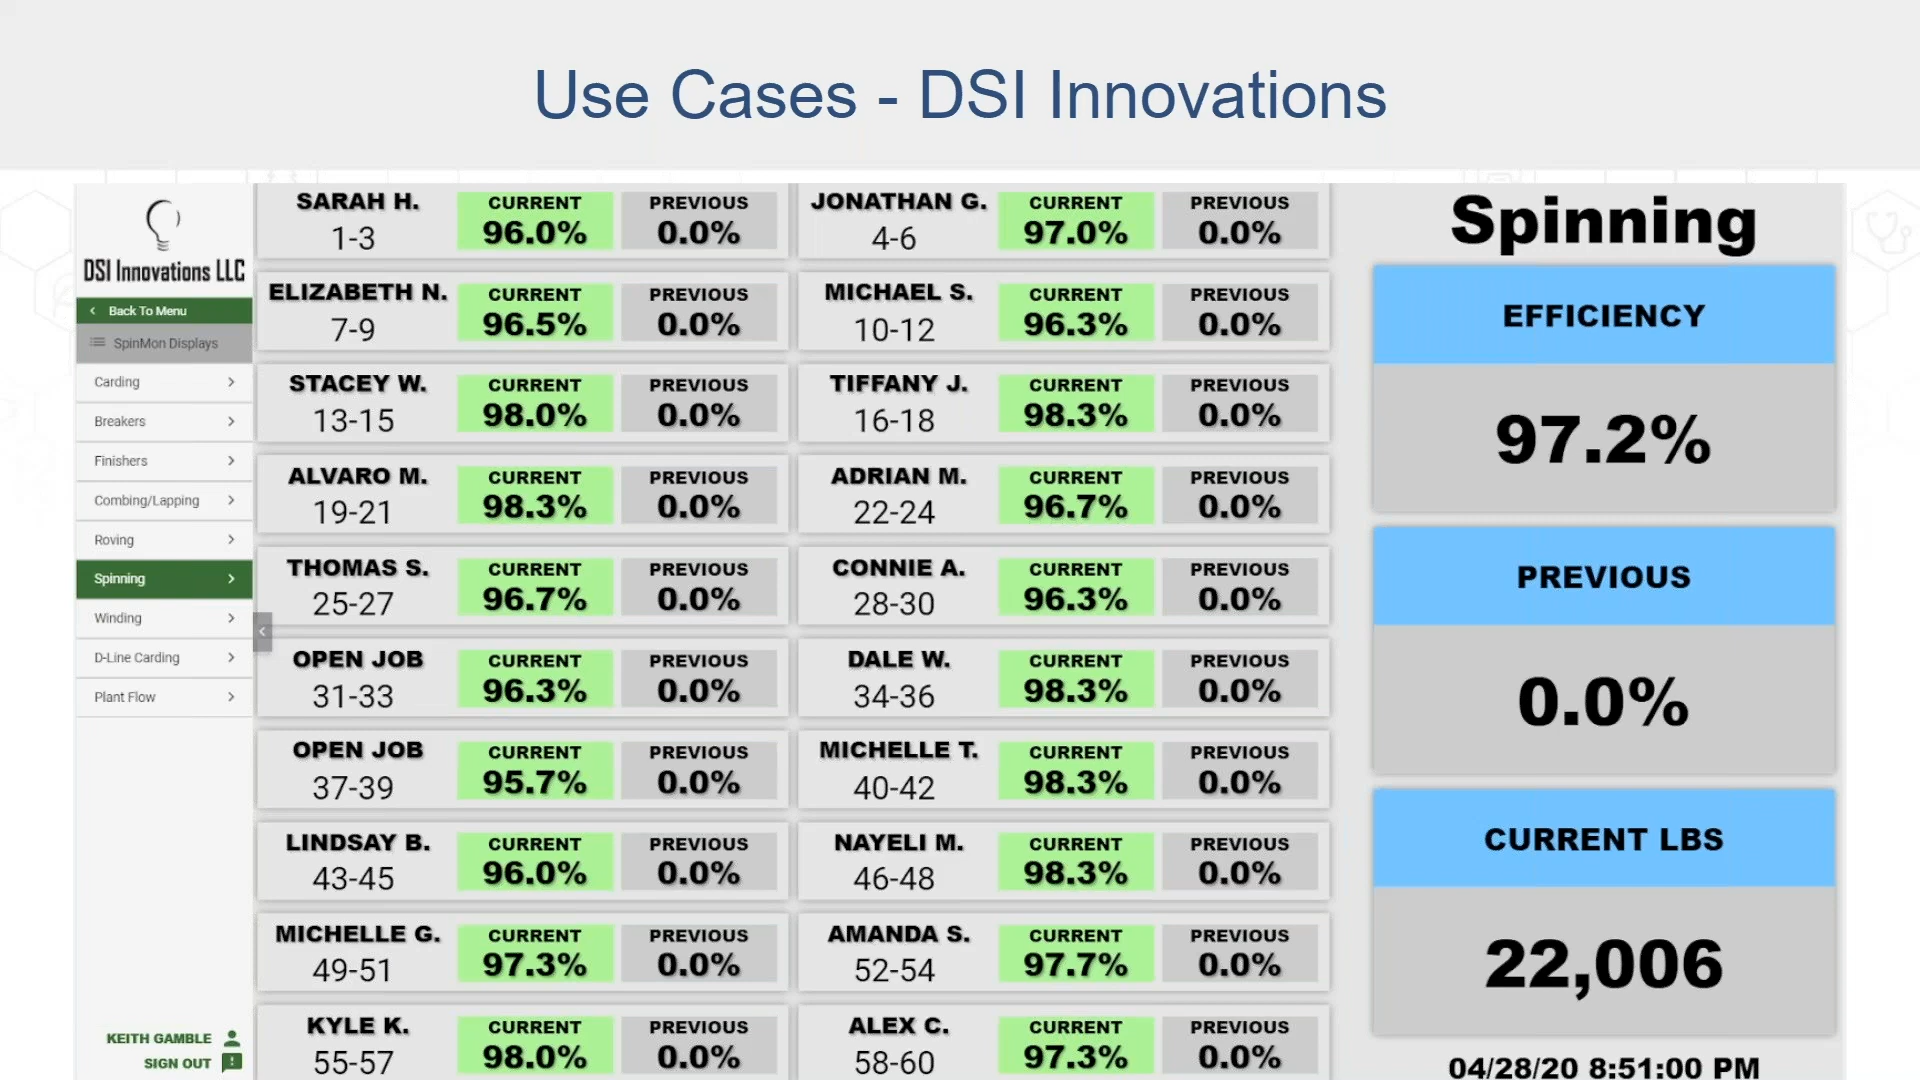 Use Cases - DSI Innovations
DSI Innovations LLC
Back To Menu
SpinMon Displays
Carding
Breakers
Finishers
Combing/Lapping
Roving
Spinning
Winding
D-Line Carding
Plant Flow
KEITH GAMBLE
SIGN OUT
SARAH H. CURRENT PREVIOUS
1-3 96.0% 0.0%
JONATHAN G. CURRENT PREVIOUS
4-6 97.0% 0.0%
ELIZABETH N. CURRENT PREVIOUS
7-9 96.5% 0.0%
MICHAEL S. CURRENT PREVIOUS
10-12 96.3% 0.0%
STACEY W. CURRENT PREVIOUS
13-15 98.0% 0.0%
TIFFANY J. CURRENT PREVIOUS
16-18 98.3% 0.0%
ALVARO M. CURRENT PREVIOUS
19-21 98.3% 0.0%
ADRIAN M. CURRENT PREVIOUS
22-24 96.7% 0.0%
THOMAS S. CURRENT PREVIOUS
25-27 96.7% 0.0%
CONNIE A. CURRENT PREVIOUS
28-30 96.3% 0.0%
OPEN JOB CURRENT PREVIOUS
31-33 96.3% 0.0%
DALE W. CURRENT PREVIOUS
34-36 98.3% 0.0%
OPEN JOB CURRENT PREVIOUS
37-39 95.7% 0.0%
MICHELLE T. CURRENT PREVIOUS
40-42 98.3% 0.0%
LINDSAY B. CURRENT PREVIOUS
43-45 96.0% 0.0%
NAYELI M. CURRENT PREVIOUS
46-48 98.3% 0.0%
MICHELLE G. CURRENT PREVIOUS
49-51 97.3% 0.0%
AMANDA S. CURRENT PREVIOUS
52-54 97.7% 0.0%
KYLE K. CURRENT PREVIOUS
55-57 98.0% 0.0%
ALEX C. CURRENT PREVIOUS
58-60 97.3% 0.0%
Spinning
EFFICIENCY
97.2%
PREVIOUS
0.0%
CURRENT LBS
22,006
04/28/20 8:51:00 PM